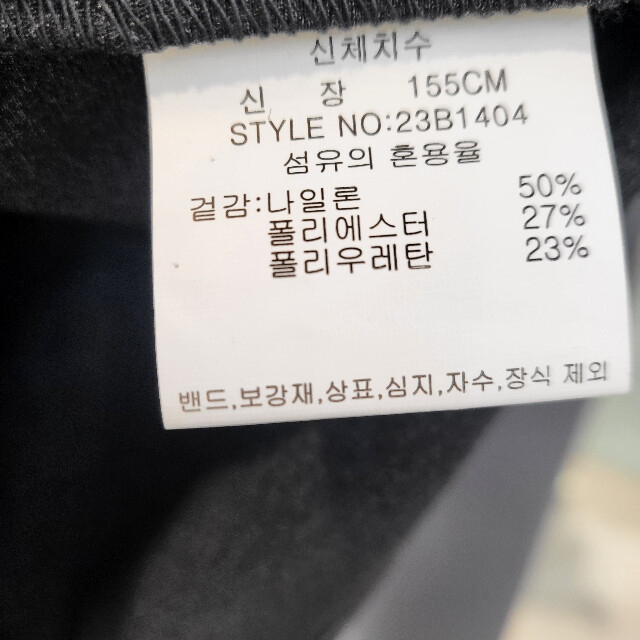 신체치수
신 장 155CM
STYLE NO:23B1404
섬유의 혼용율
겉감:나일론 50%
폴리에스터 27%
폴리우레탄 23%
밴드,보강재,상표,심지,자수,장식 제외